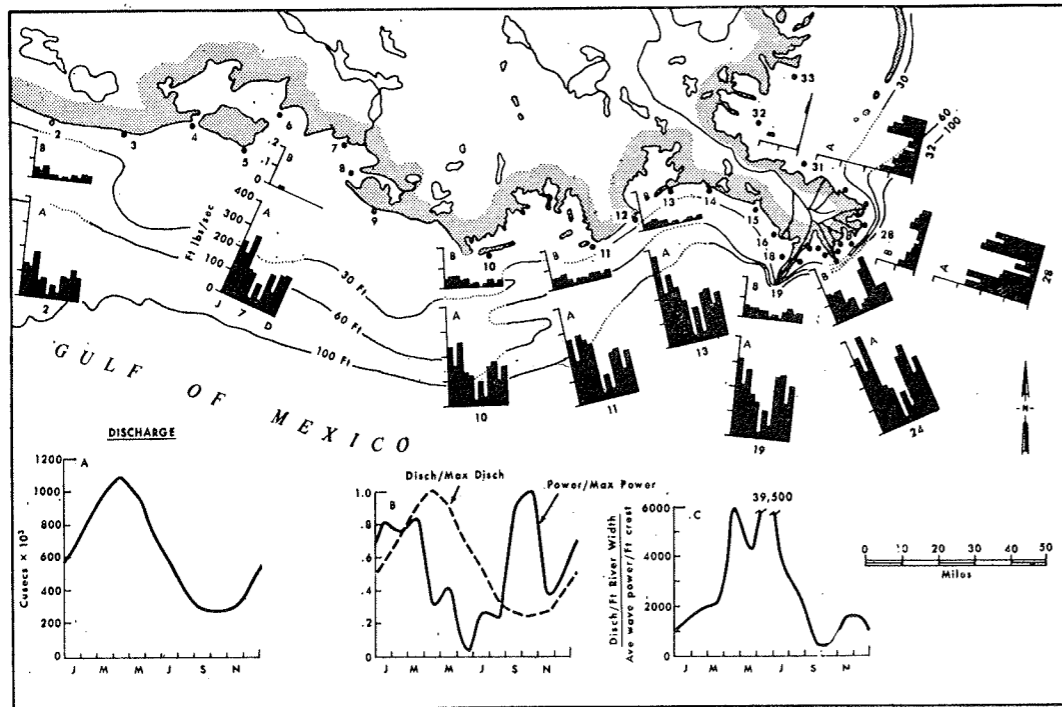 30
33
32
60
100
32
31
A
2
3
4
5
6
7
8
9
.2
.1
0
B
B
A
2
400
300
200
100
0
Ft lbs/sec
A
J 7 D
30 Ft
60 Ft
100 Ft
B
10
A
10
B
11
A
11
12
B
13
14
15
16
18
19
A
13
B
A
19
B
A
24
28
B
A
28
GULF OF MEXICO
-N-
DISCHARGE
A
1200
1000
800
600
400
200
0
Cusecs × 10³
J M M J S N
Disch/Max Disch
Power/Max Power
B
1.0
.8
.6
.4
.2
0
J M M J S N
39,500
C
6000
4000
2000
0
Disch/Ft River Width
Ave wave power/Ft crest
J M M J S N
0 10 20 30 40 50
Milos